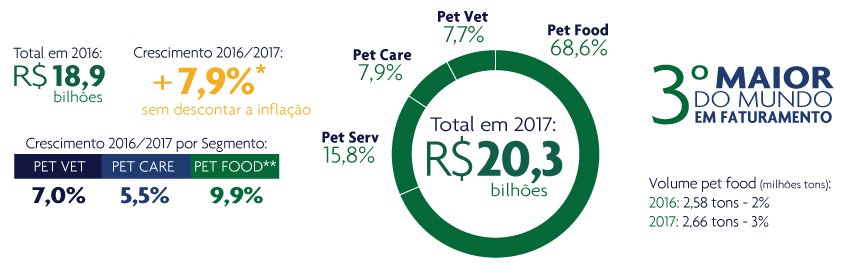 Total em 2016:
R$ 18,9
bilhões
Crescimento 2016/2017:
+ 7,9%*
sem descontar a inflação
Crescimento 2016/2017 por Segmento:
PET VET PET CARE PET FOOD**
7,0% 5,5% 9,9%
Pet Vet
7,7%
Pet Food
68,6%
Pet Care
7,9%
Pet Serv
15,8%
Total em 2017:
R$ 20,3
bilhões
3º MAIOR
DO MUNDO
EM FATURAMENTO
Volume pet food (milhões tons):
2016: 2,58 tons - 2%
2017: 2,66 tons - 3%